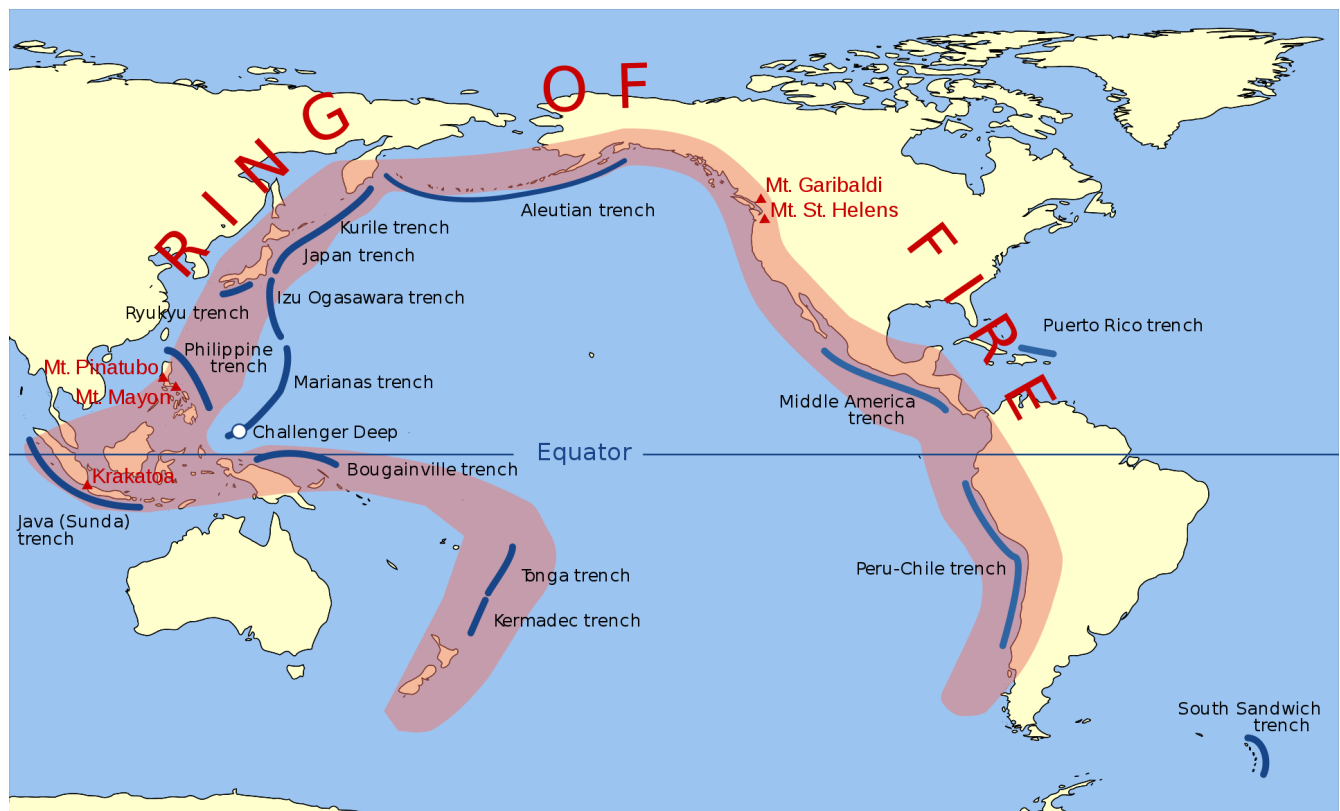 RING OF FIRE
Mt. Garibaldi
Mt. St. Helens
Aleutian trench
Kurile trench
Japan trench
Izu Ogasawara trench
Ryukyu trench
Puerto Rico trench
Philippine
trench
Mt. Pinatubo
Mt. Mayon
Marianas trench
Middle America
trench
Challenger Deep
Equator
Bougainville trench
Krakatoa
Java (Sunda)
trench
Peru-Chile trench
Tonga trench
Kermadec trench
South Sandwich
trench